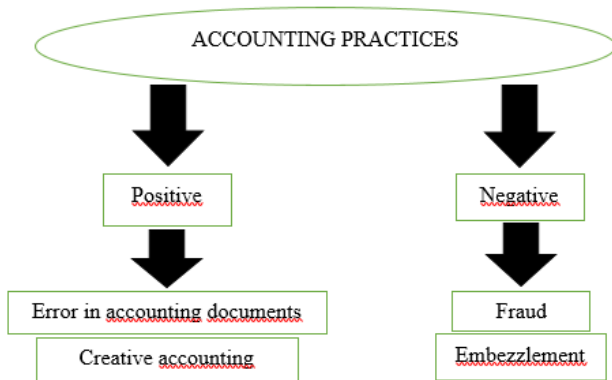 ACCOUNTING PRACTICES
Positive
Negative
Error in accounting documents
Creative accounting
Fraud
Embezzlement